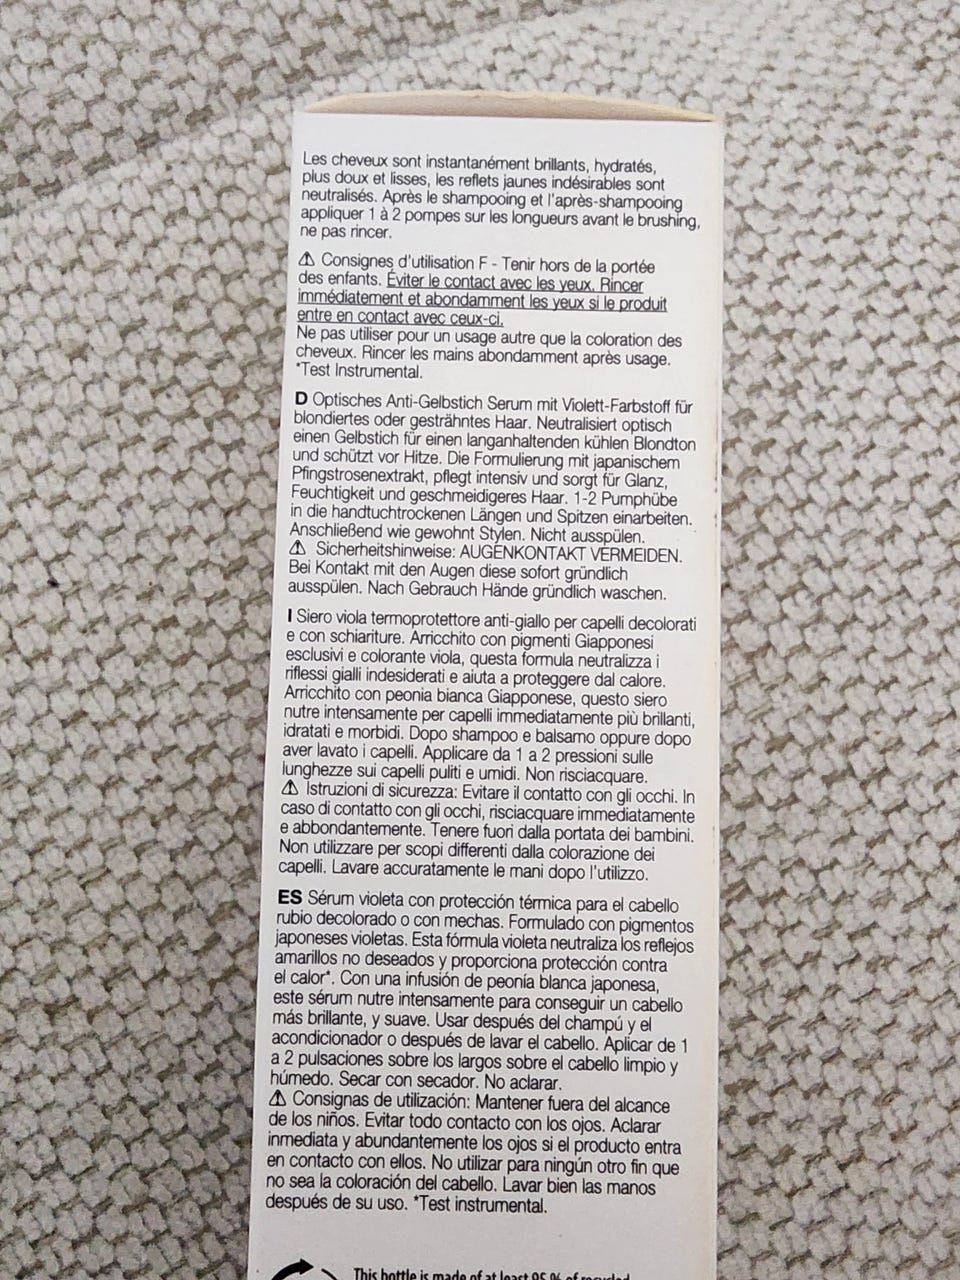 Les cheveux sont instantanément brillants, hydratés,
plus doux et lisses, les reflets jaunes indésirables sont
neutralisés. Après le shampooing et l'après-shampooing
appliquer 1 à 2 pompes sur les longueurs avant le brushing,
ne pas rincer.
⚠ Consignes d'utilisation F - Tenir hors de la portée
des enfants. Éviter le contact avec les yeux. Rincer
immédiatement et abondamment les yeux si le produit
entre en contact avec ceux-ci.
Ne pas utiliser pour un usage autre que la coloration des
cheveux. Rincer les mains abondamment après usage.
*Test Instrumental.
D Optisches Anti-Gelbstich Serum mit Violett-Farbstoff für
blondiertes oder gesträhntes Haar. Neutralisiert optisch
einen Gelbstich für einen langanhaltenden kühlen Blondton
und schützt vor Hitze. Die Formulierung mit japanischem
Pfingstrosenextrakt, pflegt intensiv und sorgt für Glanz,
Feuchtigkeit und geschmeidigeres Haar. 1-2 Pumphübe
in die handtuchtrockenen Längen und Spitzen einarbeiten.
Anschließend wie gewohnt Stylen. Nicht ausspülen.
⚠ Sicherheitshinweise: AUGENKONTAKT VERMEIDEN.
Bei Kontakt mit den Augen diese sofort gründlich
ausspülen. Nach Gebrauch Hände gründlich waschen.
I Siero viola termoprotettore anti-giallo per capelli decolorati
e con schiariture. Arricchito con pigmenti Giapponesi
esclusivi e colorante viola, questa formula neutralizza i
riflessi gialli indesiderati e aiuta a proteggere dal calore.
Arricchito con peonia bianca Giapponese, questo siero
nutre intensamente per capelli immediatamente più brillanti,
idratati e morbidi. Dopo shampoo e balsamo oppure dopo
aver lavato i capelli. Applicare da 1 a 2 pressioni sulle
lunghezze sui capelli puliti e umidi. Non risciacquare.
⚠ Istruzioni di sicurezza: Evitare il contatto con gli occhi. In
caso di contatto con gli occhi, risciacquare immediatamente
e abbondantemente. Tenere fuori dalla portata dei bambini.
Non utilizzare per scopi differenti dalla colorazione dei
capelli. Lavare accuratamente le mani dopo l'utilizzo.
ES Sérum violeta con protección térmica para el cabello
rubio decolorado o con mechas. Formulado con pigmentos
japoneses violetas. Esta fórmula violeta neutraliza los reflejos
amarillos no deseados y proporciona protección contra
el calor*. Con una infusión de peonía blanca japonesa,
este sérum nutre intensamente para conseguir un cabello
más brillante, y suave. Usar después del champú y el
acondicionador o después de lavar el cabello. Aplicar de 1
a 2 pulsaciones sobre los largos sobre el cabello limpio y
húmedo. Secar con secador. No aclarar.
⚠ Consignas de utilización: Mantener fuera del alcance
de los niños. Evitar todo contacto con los ojos. Aclarar
inmediata y abundantemente los ojos si el producto entra
en contacto con ellos. No utilizar para ningún otro fin que
no sea la coloración del cabello. Lavar bien las manos
después de su uso. *Test instrumental.
This bottle is made of at least 95 % of recycled